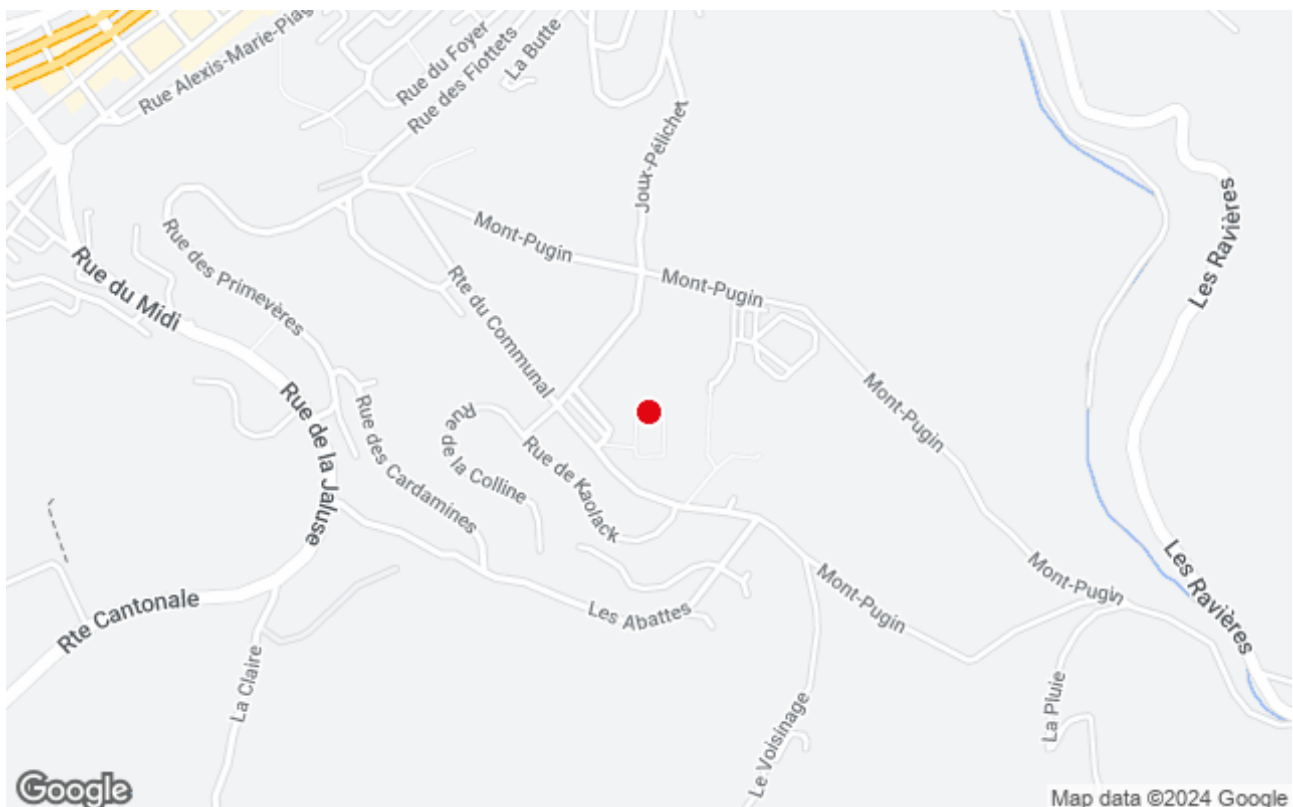 Rue Alexis-Marie-Piag
Rue du Foyer
Rue des Fiottets
La Butte
Joux-Pélichet
Les Ravières
Rue des Primevères
Mont-Pugin
Mont-Pugin
Rue du Midi
Rte du Communal
Mont-Pugin
Rue de la Jaluse
Rue des Cardamines
Rue de la Colline
Rue de Kaolack
Les Ravières
Mont-Pugin
Mont-Pugin
Rte Cantonale
Les Abattes
La Claire
Le Voisinage
La Pluie
Google
Map data ©2024 Google